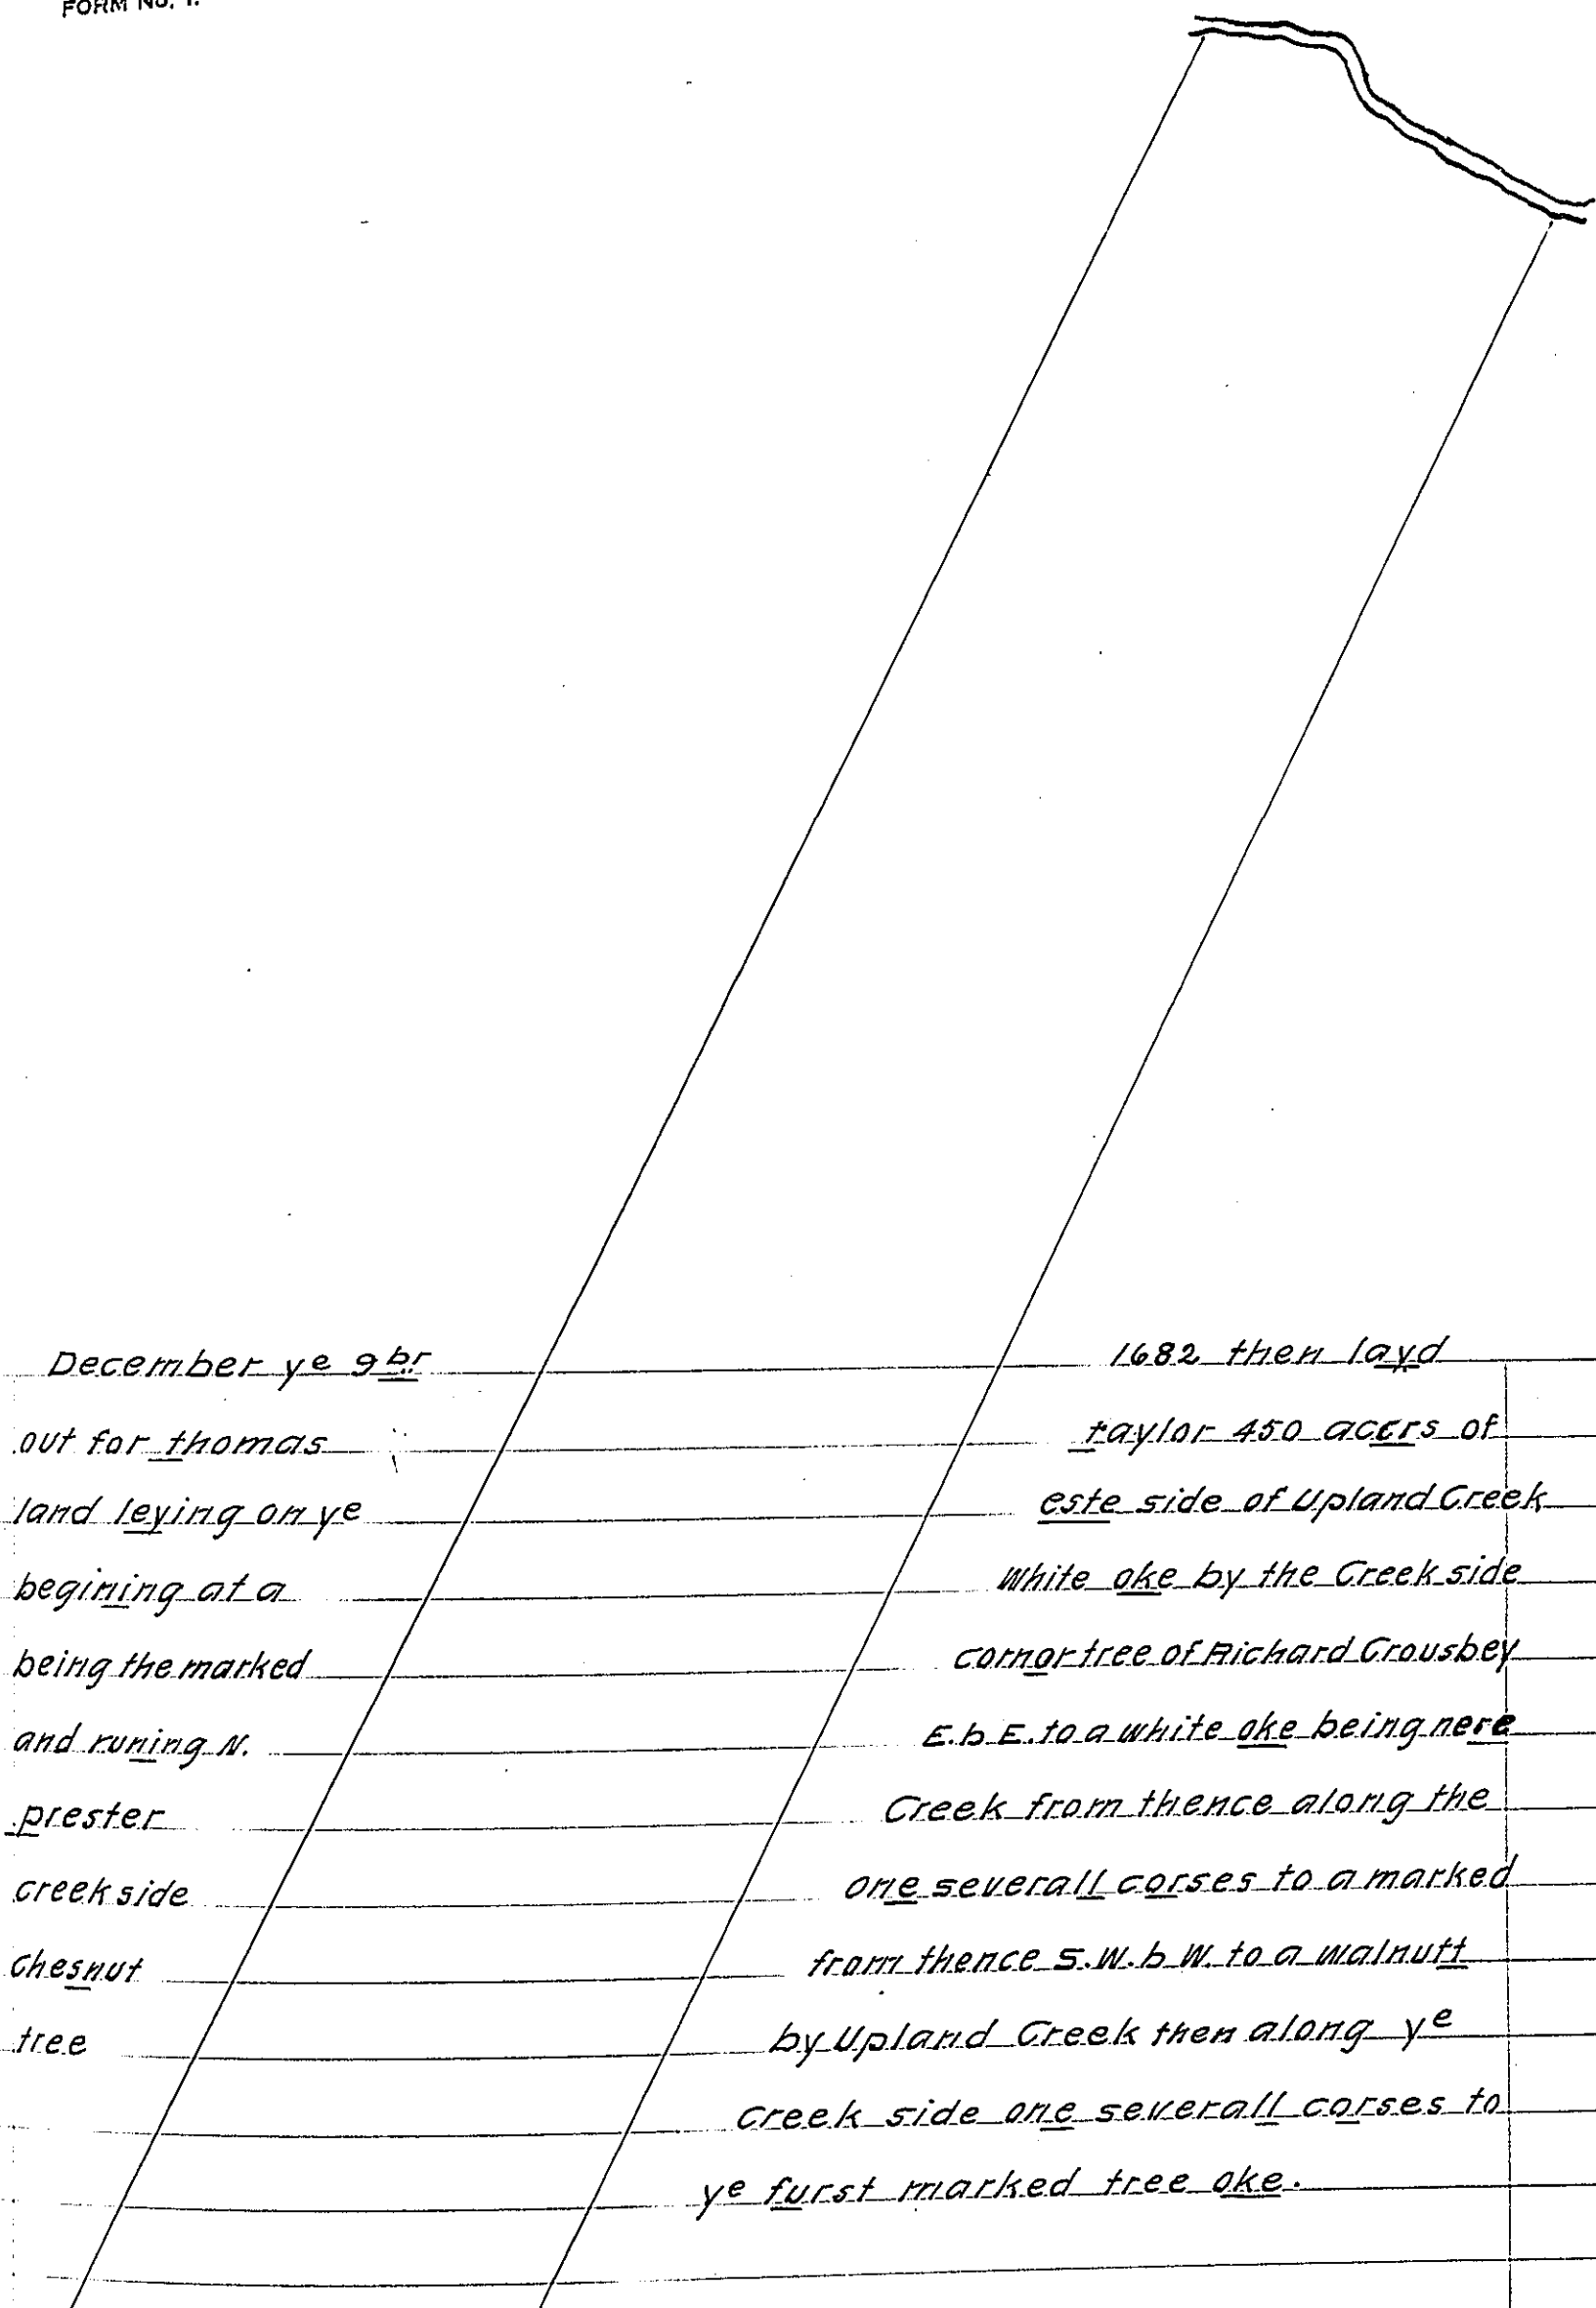 FORM No. 1.
December ye 9br 1682 then layd
out for thomas taylor 450 accrs of
land leying on ye este side of Upland Creek
begining at a white oke by the Creek side
being the marked cornor tree of Richard Crousbey
and runing N. E. b E. to a white oke being nere
prester Creek from thence along the
creek side one severall corses to a marked
chesnut from thence S. W. b W. to a walnutt
tree by Upland Creek then along ye
creek side one severall corses to
ye furst marked tree oke.